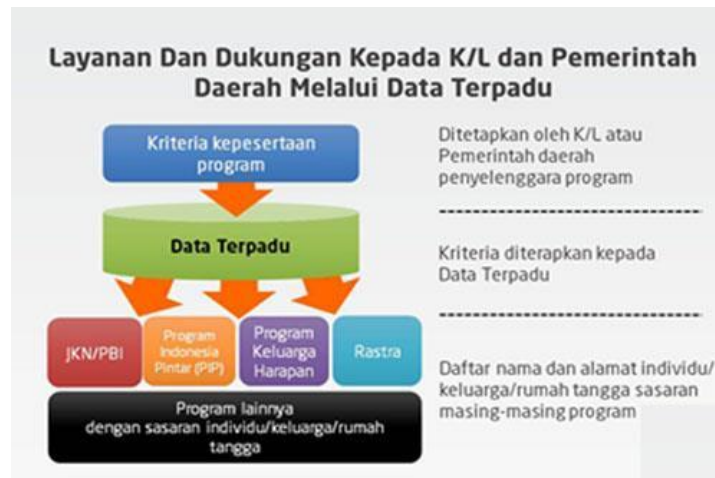 Layanan Dan Dukungan Kepada K/L dan Pemerintah
Daerah Melalui Data Terpadu
Kriteria kepesertaan
program
Ditetapkan oleh K/L atau
Pemerintah daerah
penyelenggara program
Data Terpadu
Kriteria diterapkan kepada
Data Terpadu
JKN/PBI
Program
Indonesia
Pintar (PIP)
Program
Keluarga
Harapan
Rastra
Daftar nama dan alamat individu/
keluarga/rumah tangga sasaran
masing-masing program
Program lainnya
dengan sasaran individu/keluarga/rumah
tangga